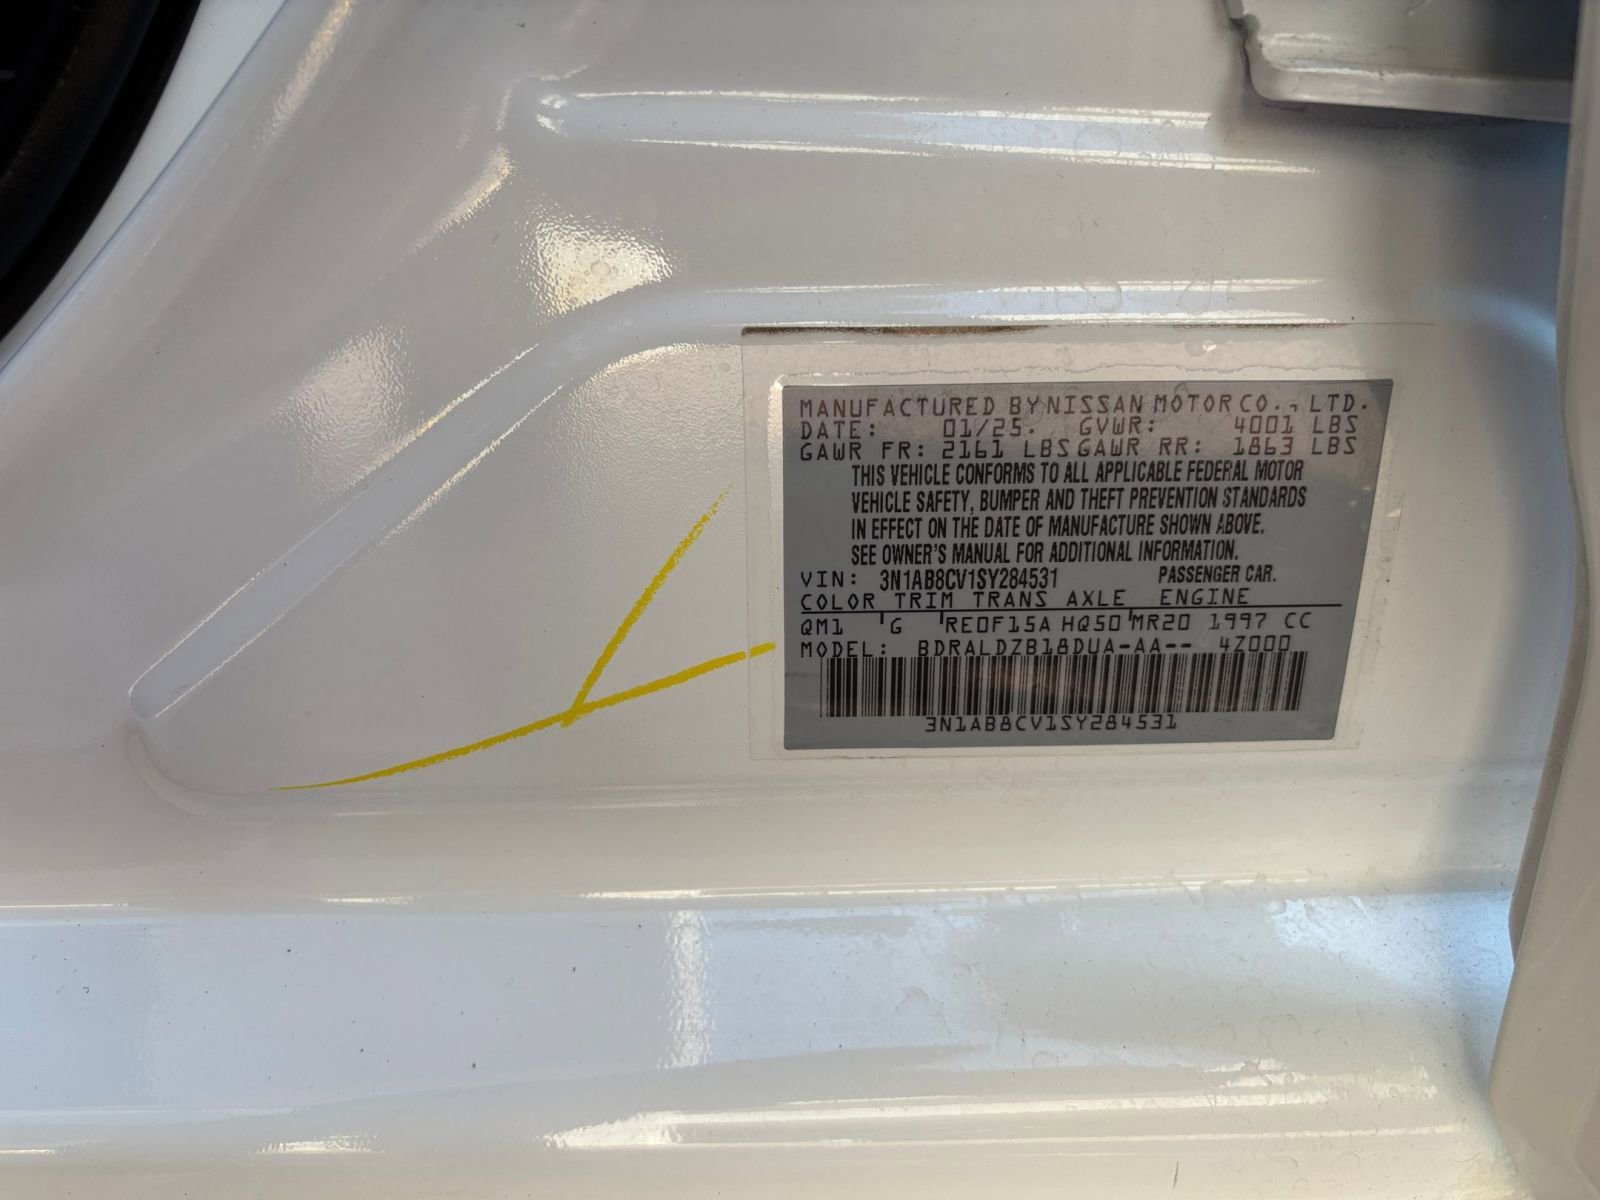 MANUFACTURED BY NISSAN MOTOR CO., LTD.
DATE: 01/25. GVWR: 4001 LBS
GAWR FR: 2161 LBS GAWR RR: 1863 LBS
THIS VEHICLE CONFORMS TO ALL APPLICABLE FEDERAL MOTOR
VEHICLE SAFETY, BUMPER AND THEFT PREVENTION STANDARDS
IN EFFECT ON THE DATE OF MANUFACTURE SHOWN ABOVE.
SEE OWNER'S MANUAL FOR ADDITIONAL INFORMATION.
VIN: 3N1AB8CV1SY284531 PASSENGER CAR.
COLOR TRIM TRANS AXLE ENGINE
QM1 G RE0F15A HQ50 MR20 1997 CC
MODEL: BDRALDZB18DUA-AA-- 4Z000
3N1AB8CV1SY284531